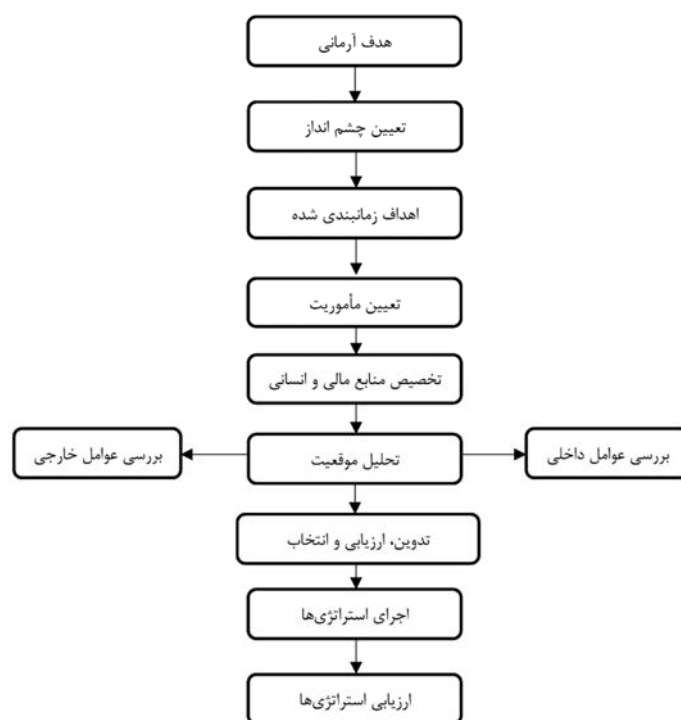 هدف آرمانی
تعیین چشم انداز
اهداف زمانبندی شده
تعیین مأموریت
تخصیص منابع مالی و انسانی
بررسی عوامل داخلی
تحلیل موقعیت
بررسی عوامل خارجی
تدوین، ارزیابی و انتخاب
اجرای استراتژی‌ها
ارزیابی استراتژی‌ها